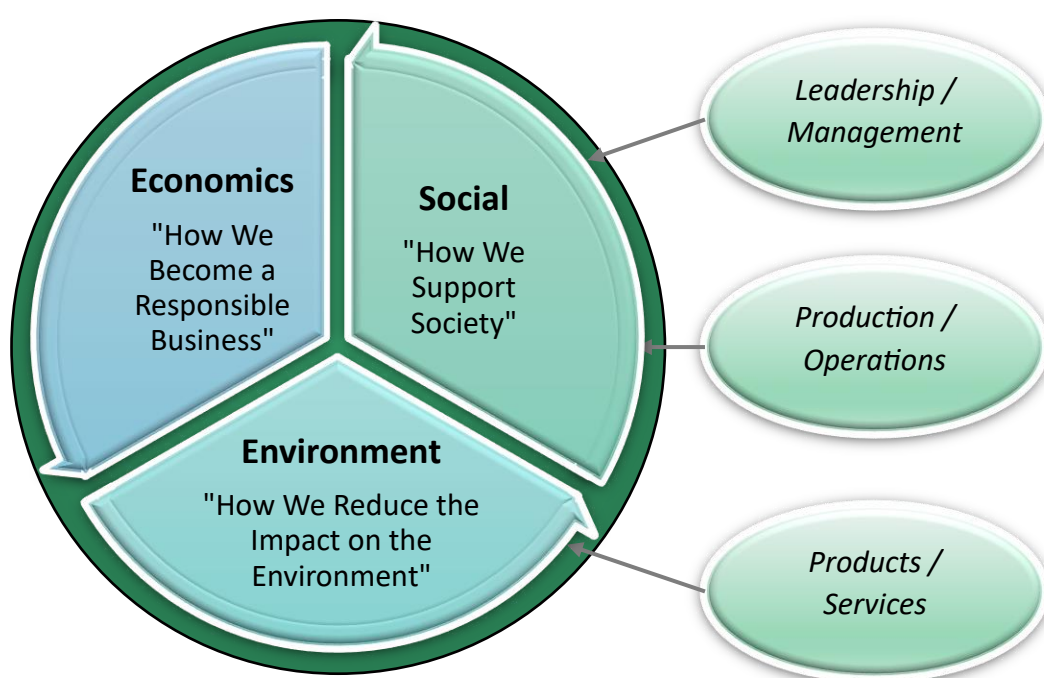 Economics
"How We
Become a
Responsible
Business"
Social
"How We
Support
Society"
Environment
"How We Reduce the
Impact on the
Environment"
Leadership /
Management
Production /
Operations
Products /
Services